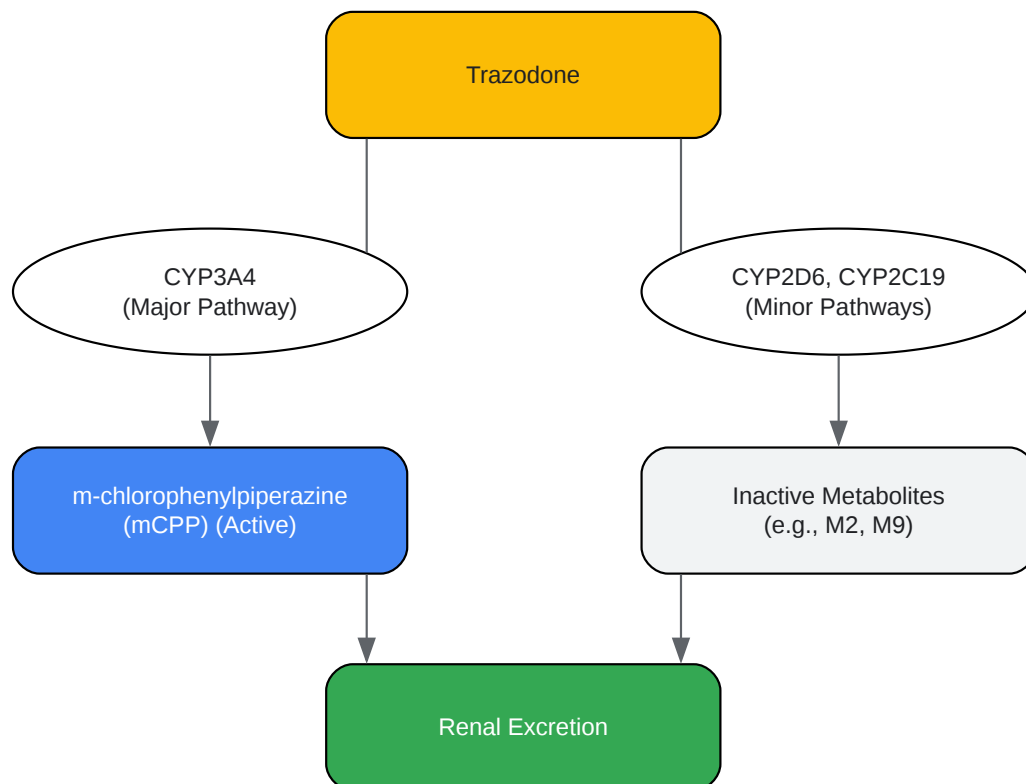 Trazodone
CYP3A4
(Major Pathway)
CYP2D6, CYP2C19
(Minor Pathways)
m-chlorophenylpiperazine
(mCPP) (Active)
Inactive Metabolites
(e.g., M2, M9)
Renal Excretion